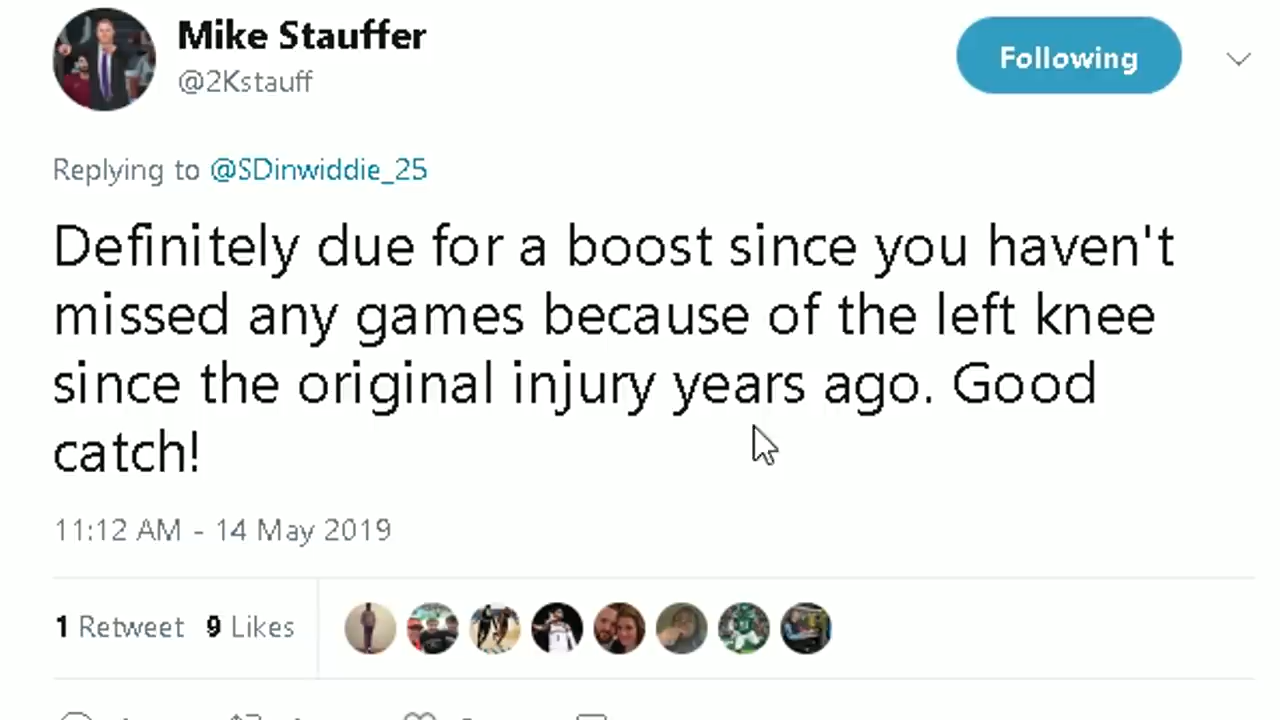 Mike Stauffer
@2Kstauff
Following
Replying to @SDinwiddie_25
Definitely due for a boost since you haven't
missed any games because of the left knee
since the original injury years ago. Good
catch!
11:12 AM - 14 May 2019
1 Retweet 9 Likes